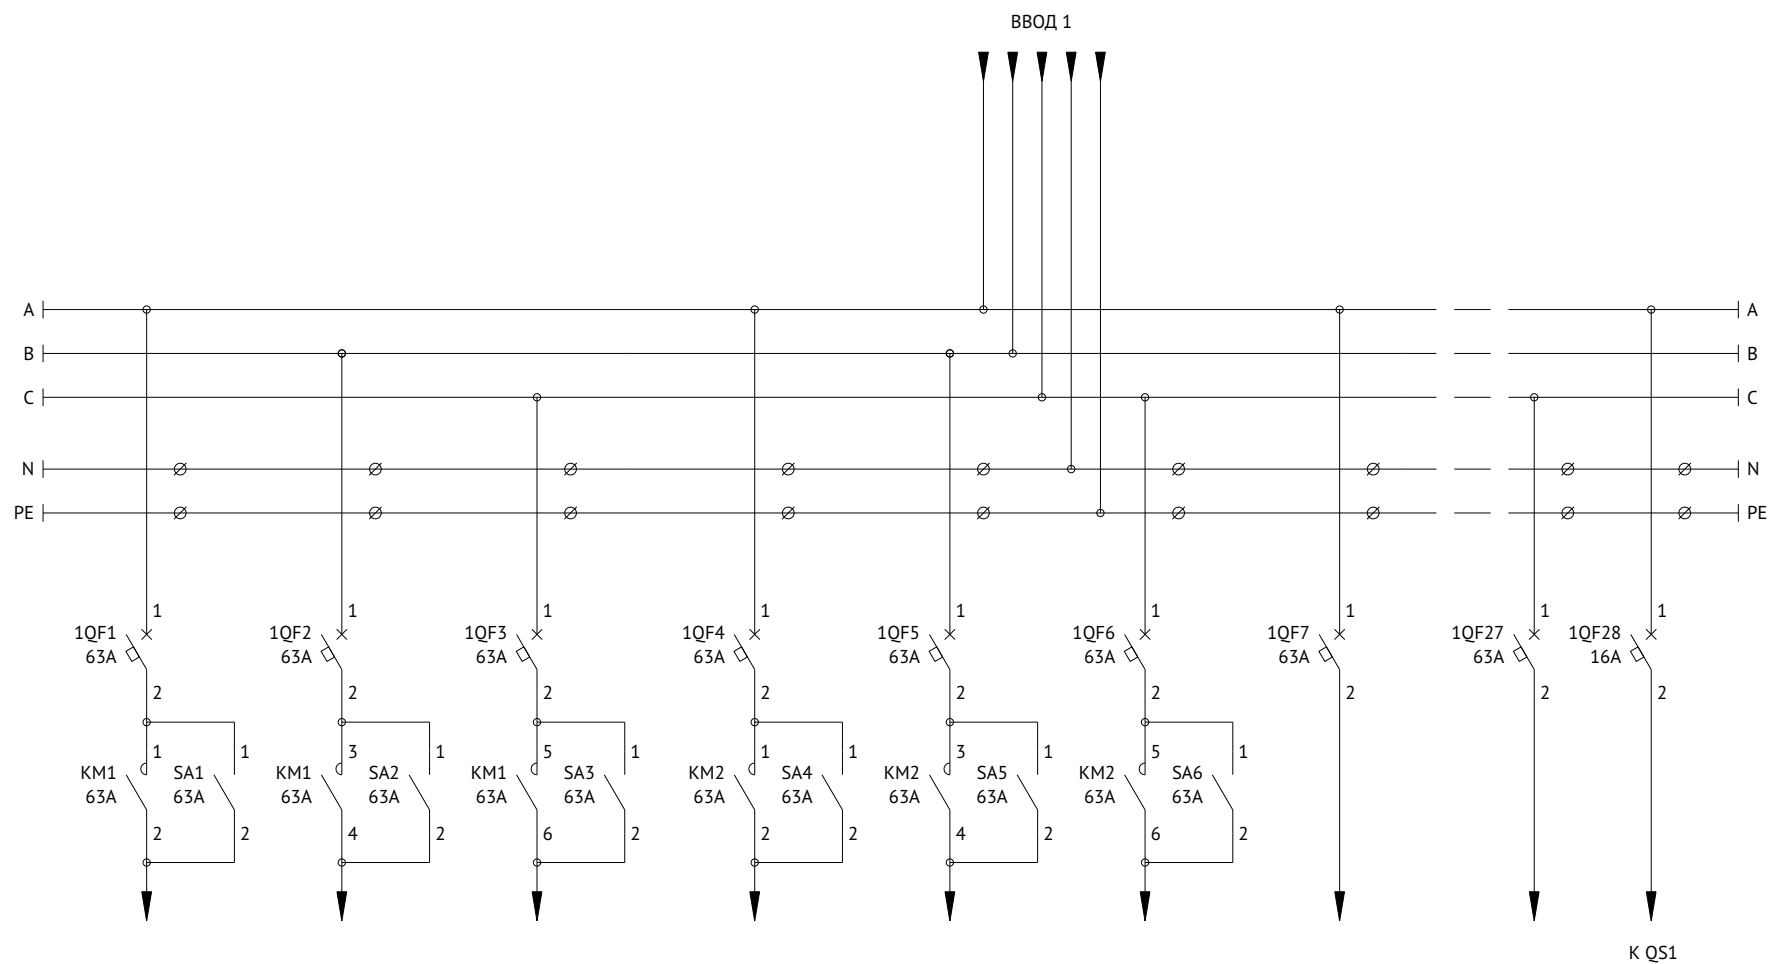 ВВОД 1
A A
B B
C C
N N
PE PE
1 1 1 1 1 1 1 1 1
1QF1 1QF2 1QF3 1QF4 1QF5 1QF6 1QF7 1QF27 1QF28
63A 63A 63A 63A 63A 63A 63A 63A 16A
2 2 2 2 2 2 2 2 2
1 1 3 1 5 1 1 1 3 1 5 1
KM1 SA1 KM1 SA2 KM1 SA3 KM2 SA4 KM2 SA5 KM2 SA6
63A 63A 63A 63A 63A 63A 63A 63A 63A 63A 63A 63A
2 2 4 2 6 2 2 2 4 2 6 2
К QS1